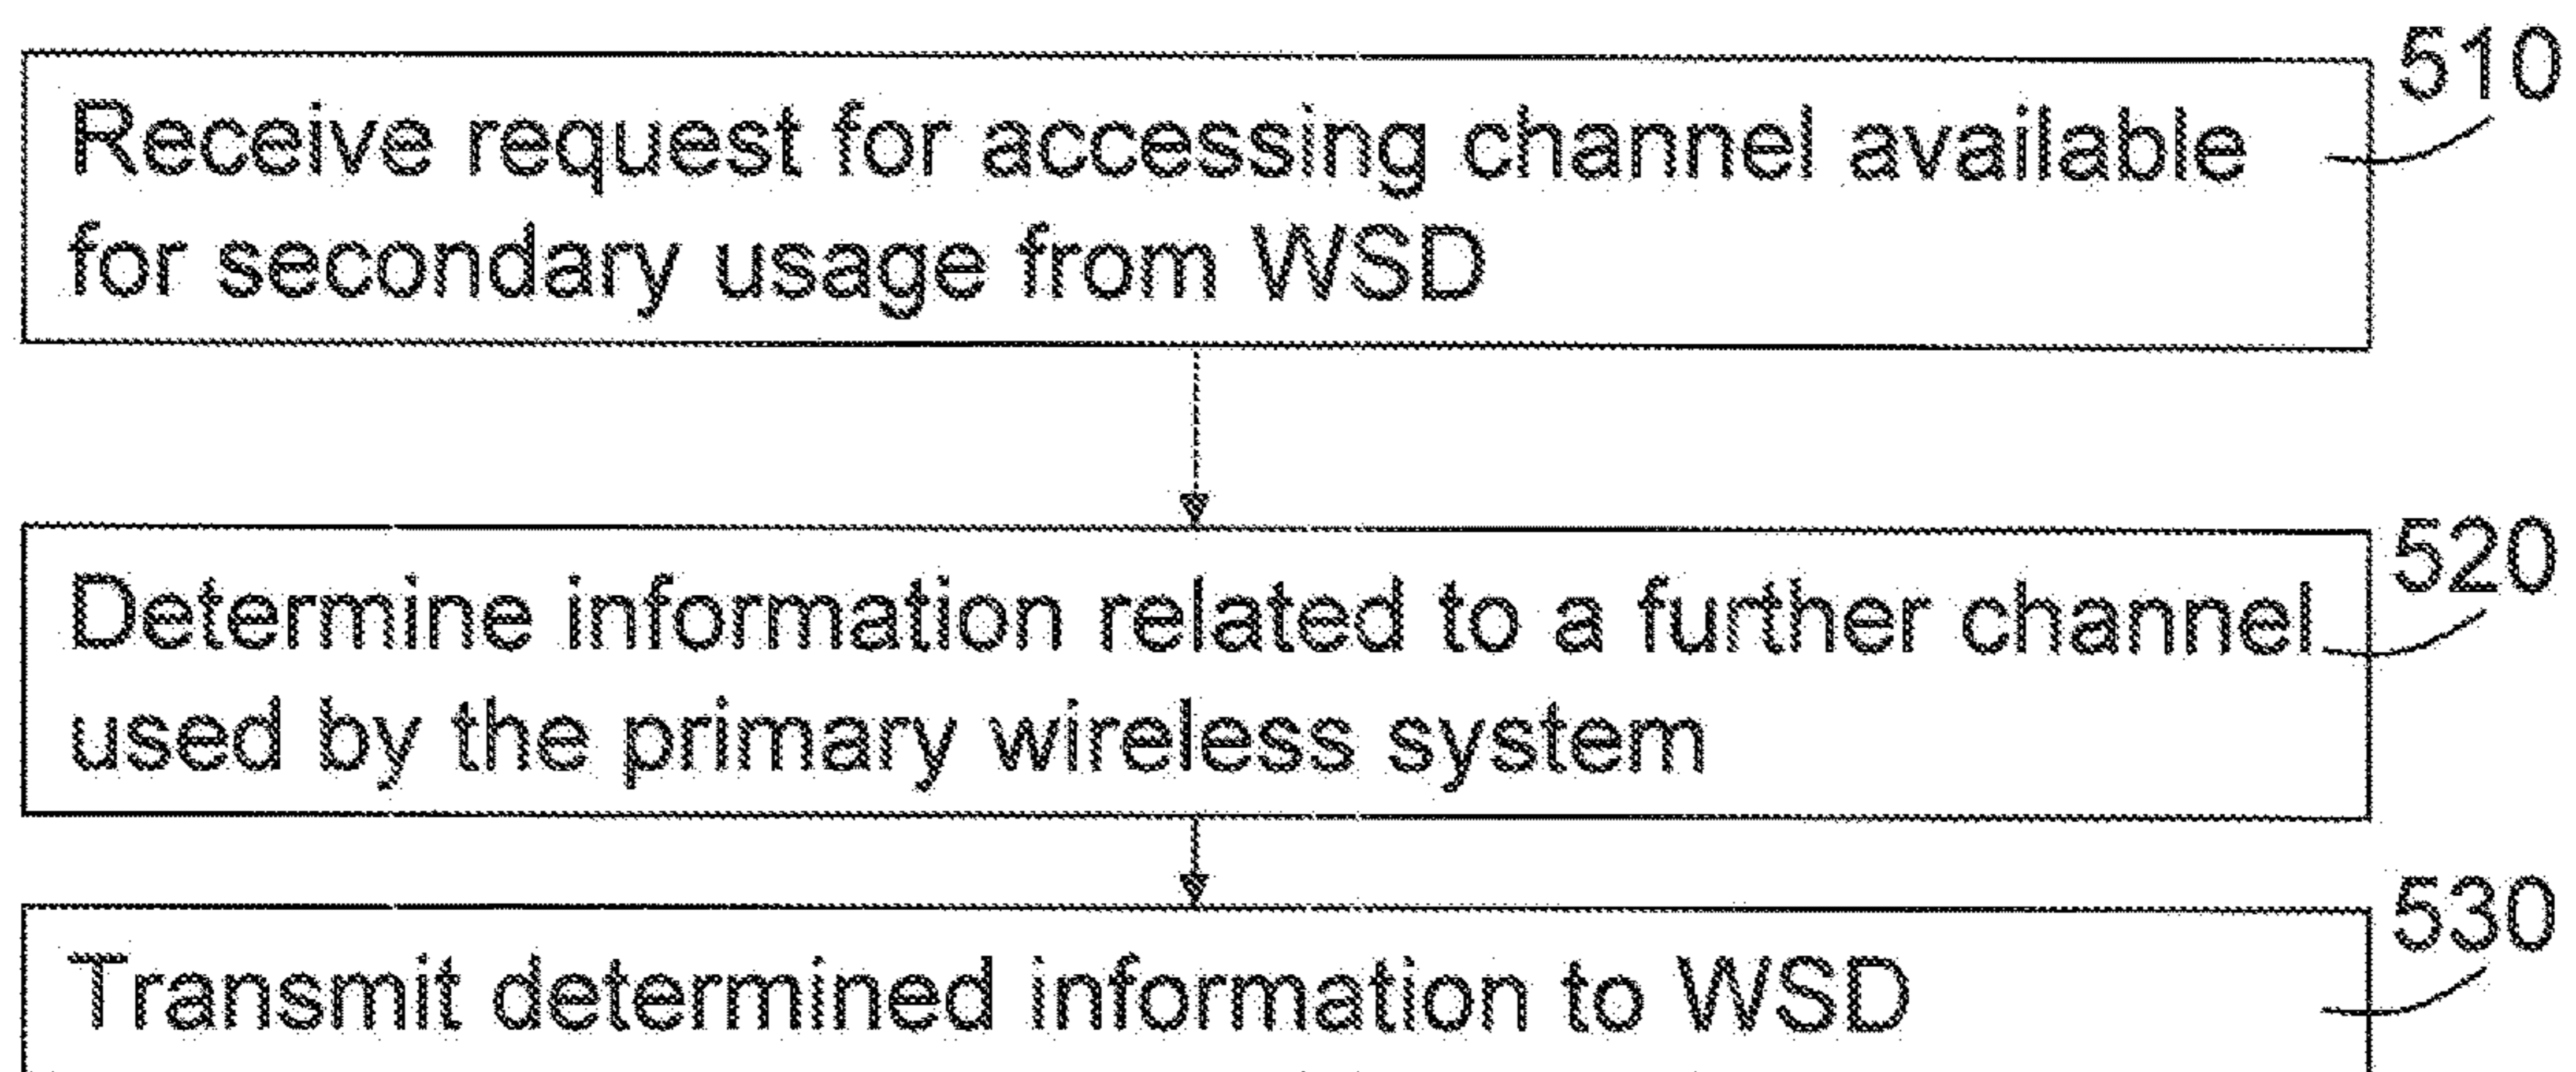 510
Receive request for accessing channel available
for secondary usage from WSD
520
Determine information related to a further channel
used by the primary wireless system
530
Transmit determined information to WSD